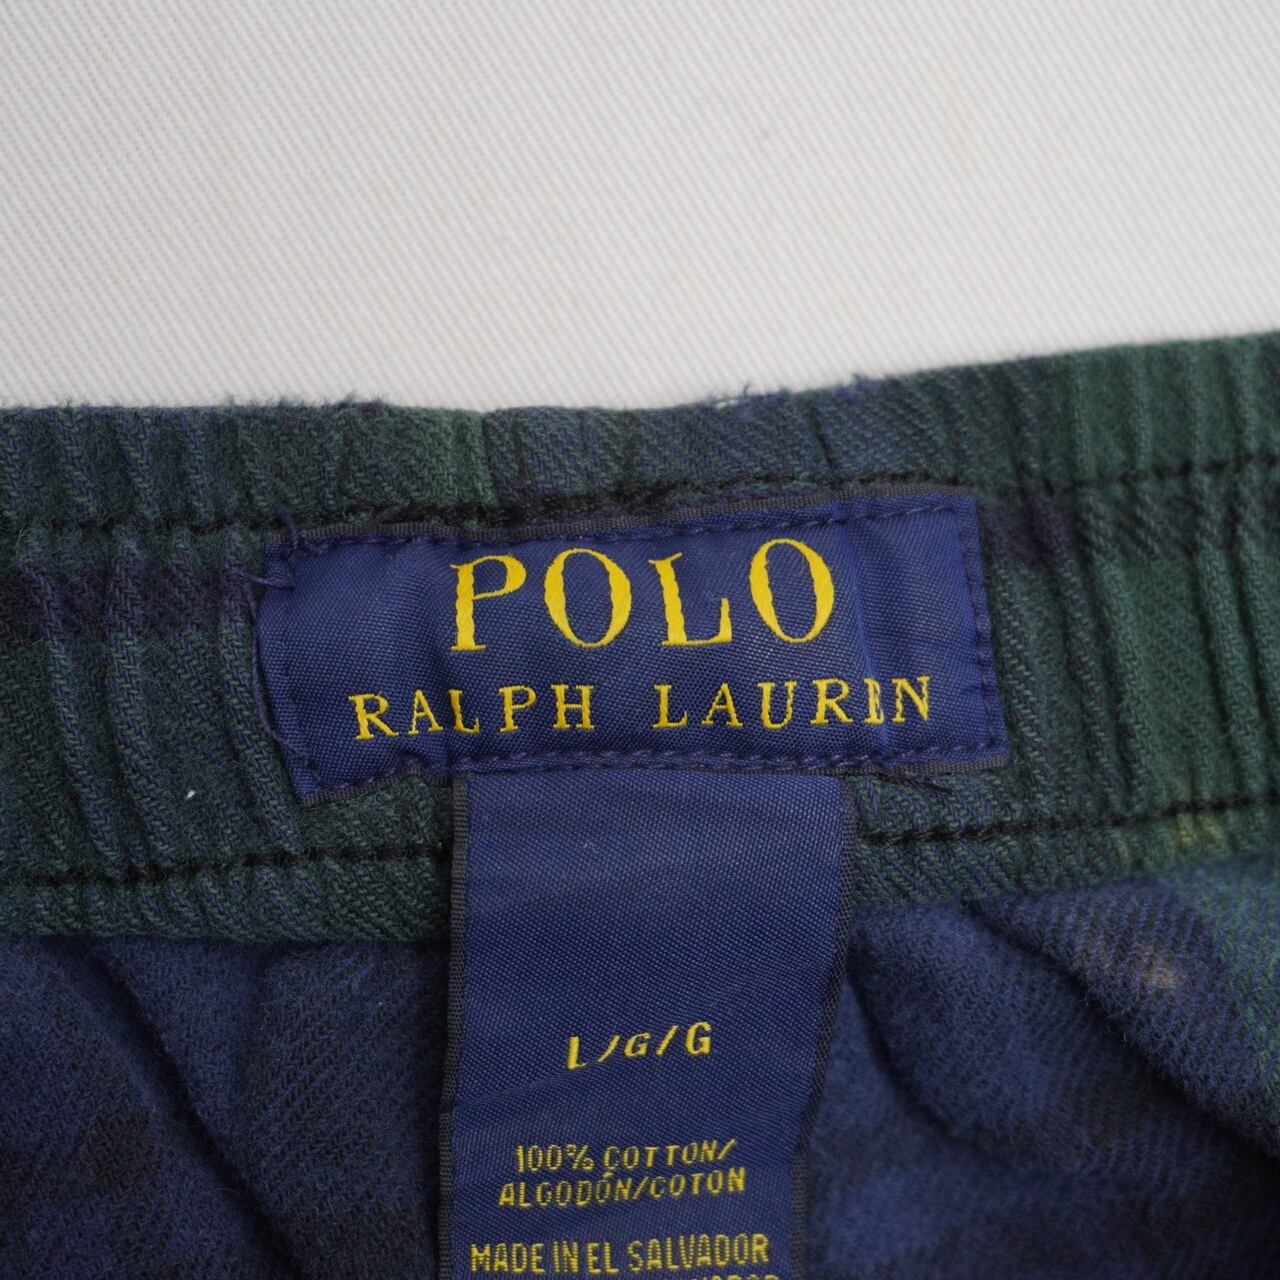 POLO
RALPH LAUREN
L/G/G
100% COTTON/
ALGODÓN/COTON
MADE IN EL SALVADOR